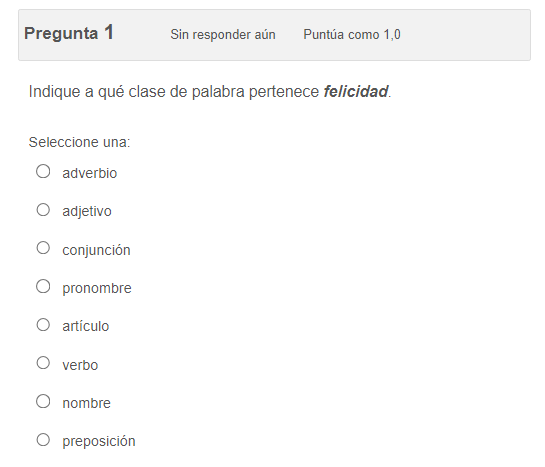 Pregunta 1 Sin responder aún Puntúa como 1,0
Indique a qué clase de palabra pertenece felicidad.
Seleccione una:
adverbio
adjetivo
conjunción
pronombre
artículo
verbo
nombre
preposición